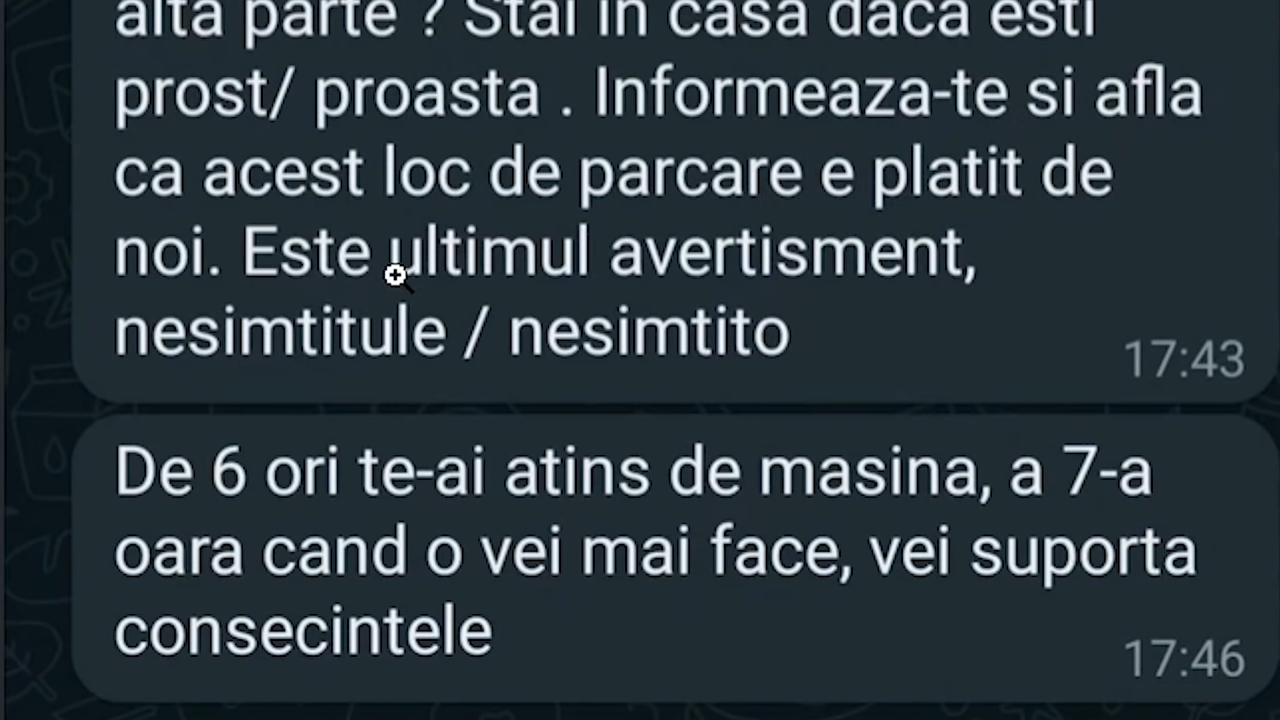 alta parte ? Stai in casa daca esti
prost/ proasta . Informeaza-te si afla
ca acest loc de parcare e platit de
noi. Este ultimul avertisment,
nesimtitule / nesimtito
17:43
De 6 ori te-ai atins de masina, a 7-a
oara cand o vei mai face, vei suporta
consecintele
17:46